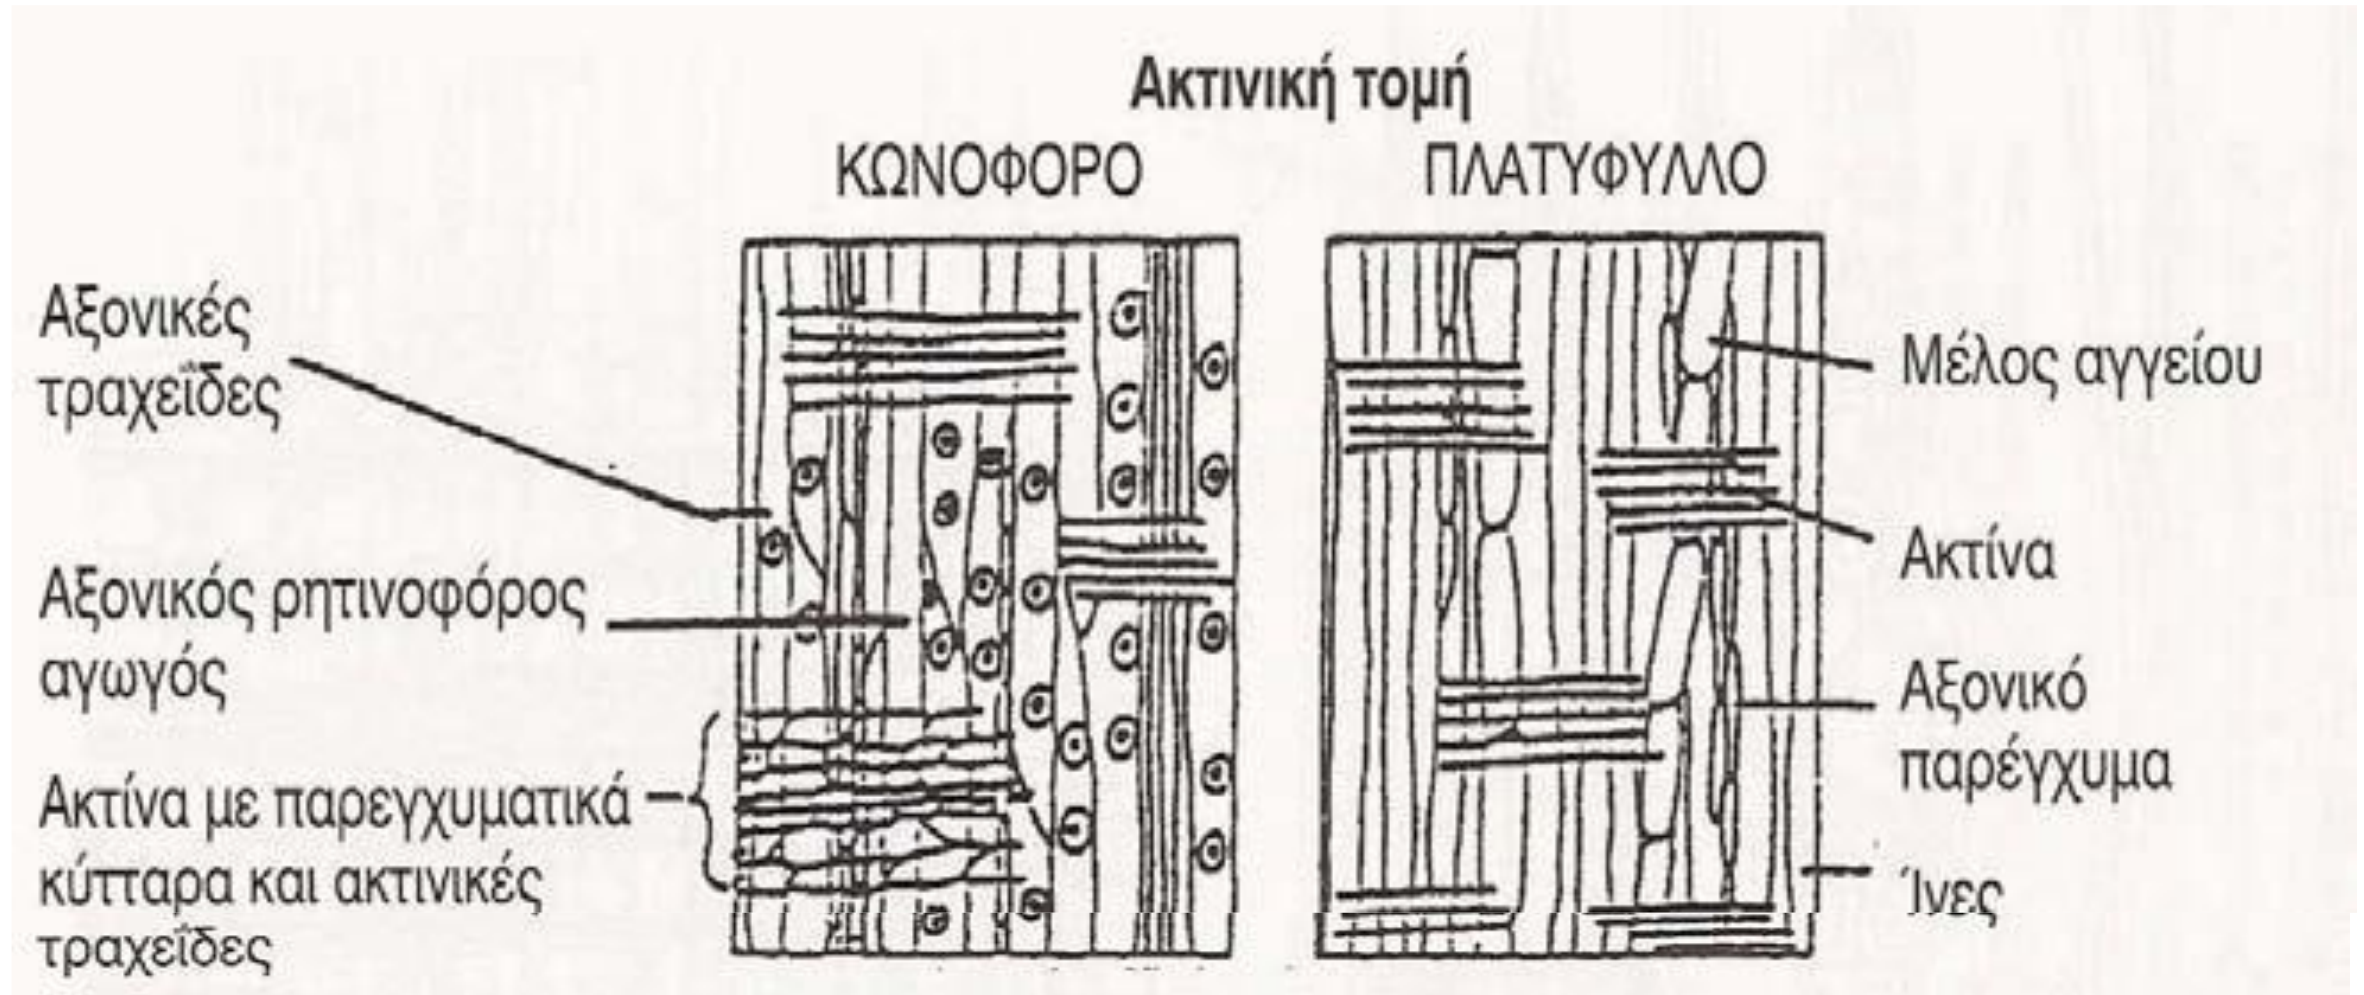 Ακτινική τομή
ΚΩΝΟΦΟΡΟ
ΠΛΑΤΥΦΥΛΛΟ
Αξονικές
τραχεΐδες
Αξονικός ρητινοφόρος
αγωγός
Ακτίνα με παρεγχυματικά
κύτταρα και ακτινικές
τραχεΐδες
Μέλος αγγείου
Ακτίνα
Αξονικό
παρέγχυμα
Ίνες